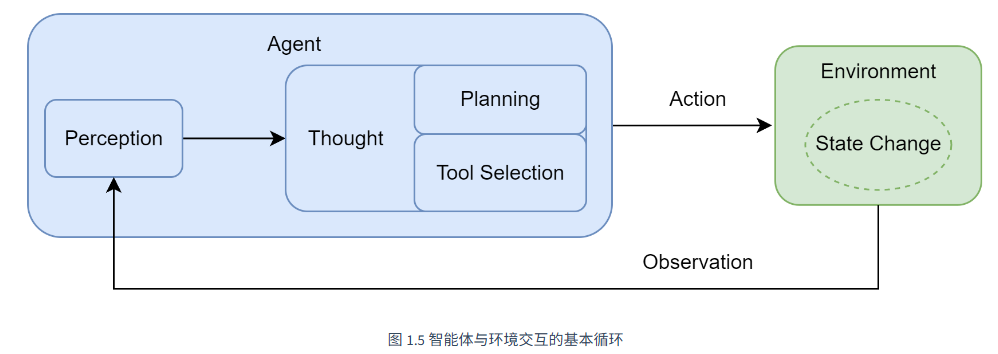 Agent
Perception
Thought
Planning
Tool Selection
Action
Environment
State Change
Observation
图 1.5 智能体与环境交互的基本循环